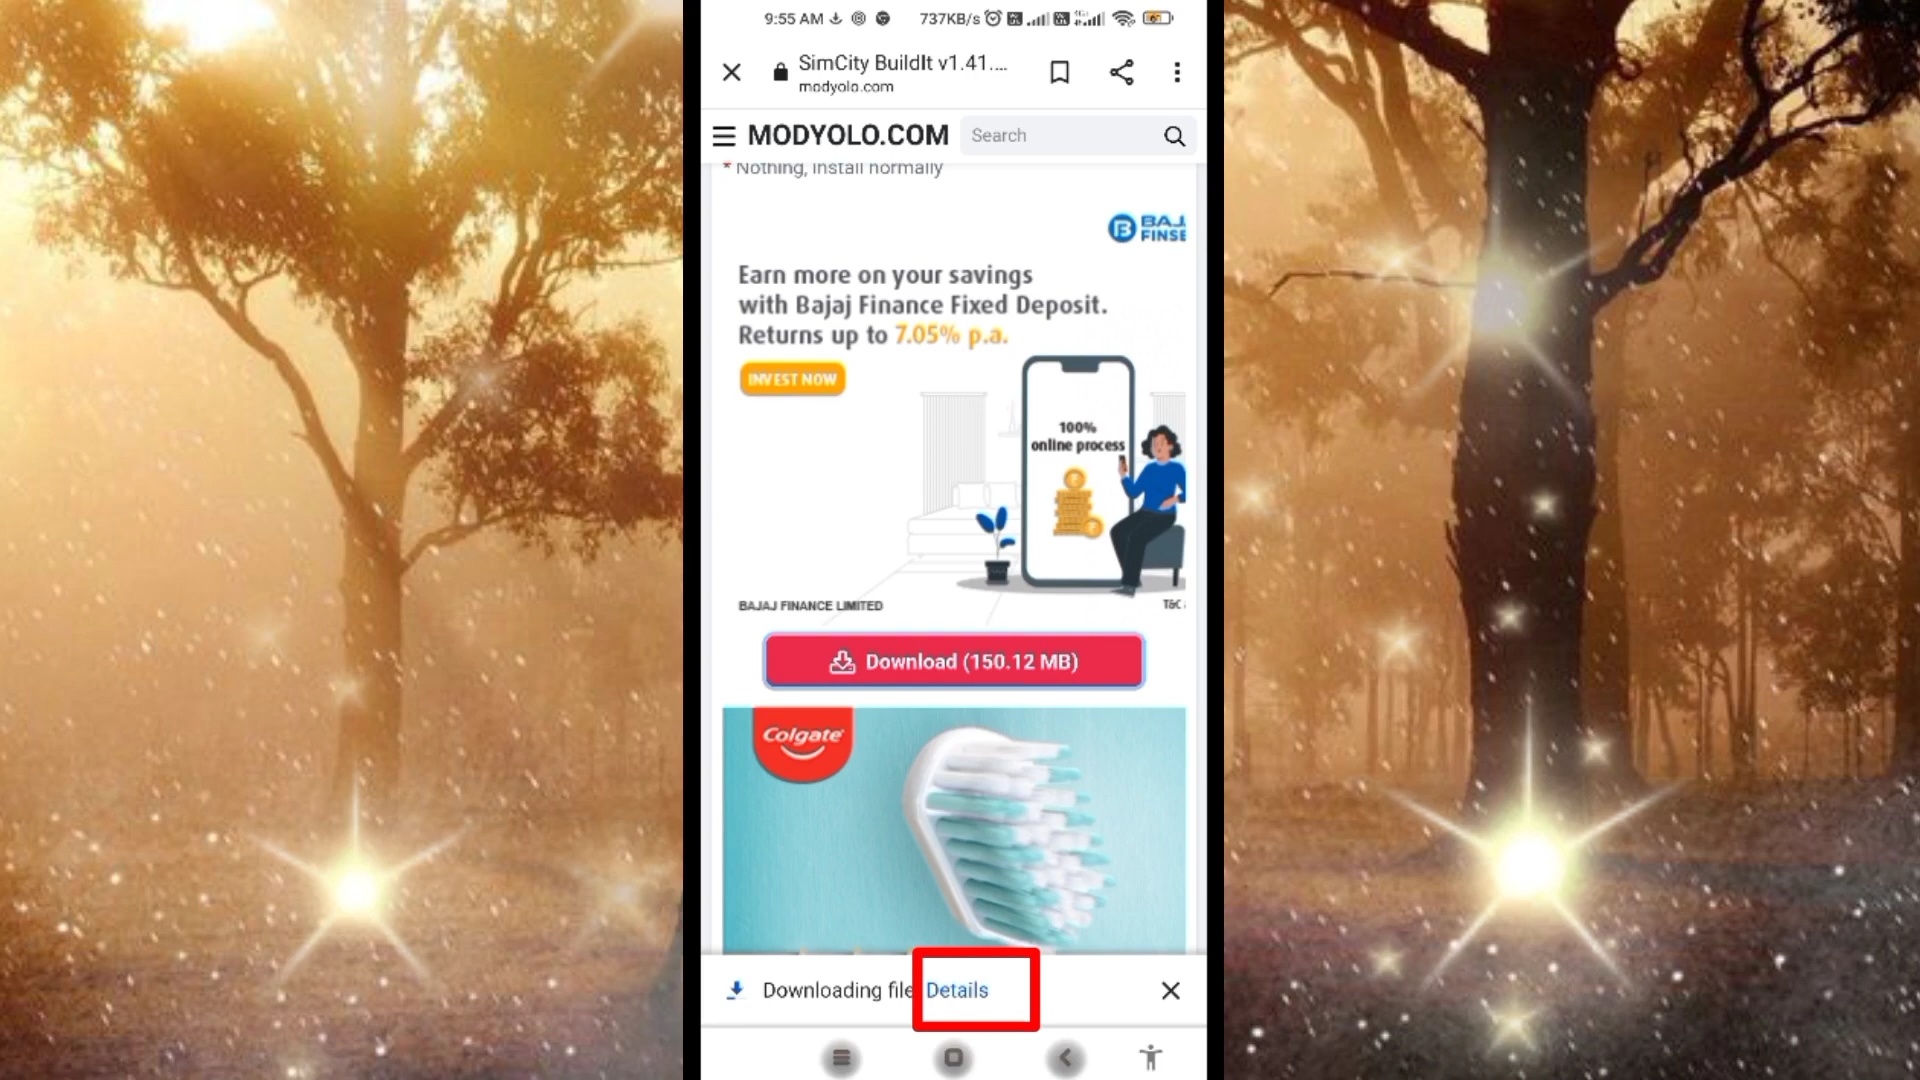 9:55 AM 737KB/s
SimCity BuildIt v1.41....
modyolo.com
MODYOLO.COM Search
* Nothing, install normally
BAJ
FINSE
Earn more on your savings
with Bajaj Finance Fixed Deposit.
Returns up to 7.05% p.a.
INVEST NOW
100%
online process
BAJAJ FINANCE LIMITED T&C
Download (150.12 MB)
Colgate
Downloading file Details